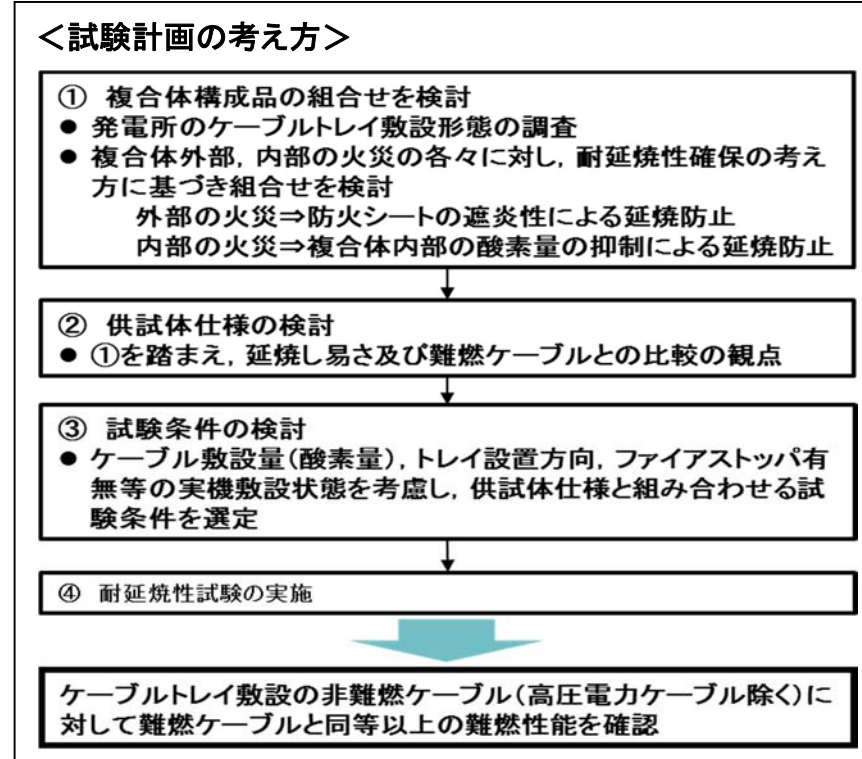 ＜試験計画の考え方＞
① 複合体構成品の組合せを検討
● 発電所のケーブルトレイ敷設形態の調査
● 複合体外部，内部の火災の各々に対し，耐延焼性確保の考え
方に基づき組合せを検討
外部の火災⇒防火シートの遮炎性による延焼防止
内部の火災⇒複合体内部の酸素量の抑制による延焼防止
② 供試体仕様の検討
● ①を踏まえ，延焼し易さ及び難燃ケーブルとの比較の観点
③ 試験条件の検討
● ケーブル敷設量（酸素量），トレイ設置方向，ファイアストッパ有
無等の実機敷設状態を考慮し，供試体仕様と組み合わせる試
験条件を選定
④ 耐延焼性試験の実施
ケーブルトレイ敷設の非難燃ケーブル（高圧電力ケーブル除く）に
対して難燃ケーブルと同等以上の難燃性能を確認